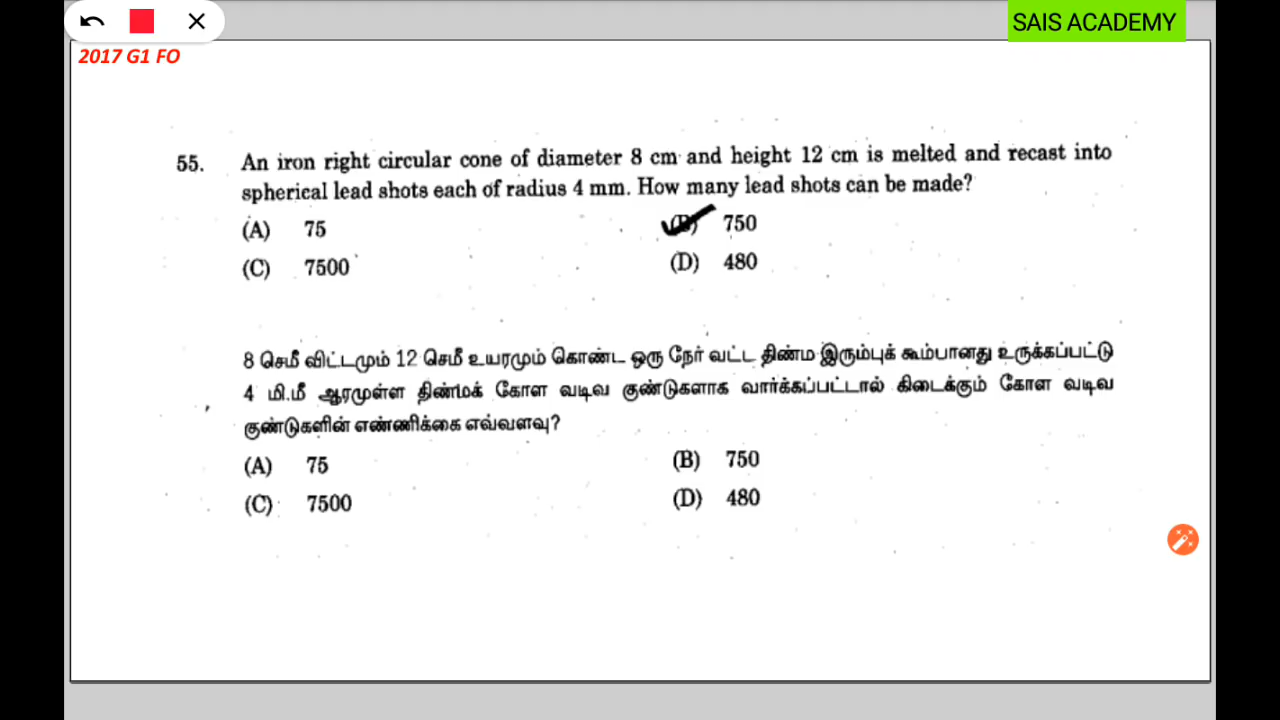 SAIS ACADEMY
2017 G1 FO
55. An iron right circular cone of diameter 8 cm and height 12 cm is melted and recast into
spherical lead shots each of radius 4 mm. How many lead shots can be made?
(A) 75 (B) 750
(C) 7500 (D) 480
8 செமீ விட்டமும் 12 செமீ உயரமும் கொண்ட ஒரு நேர் வட்ட திண்ம இரும்புக் கூம்பானது உருக்கப்பட்டு
4 மி.மீ ஆரமுள்ள திண்மக் கோள வடிவ குண்டுகளாக வார்க்கப்பட்டால் கிடைக்கும் கோள வடிவ
குண்டுகளின் எண்ணிக்கை எவ்வளவு?
(A) 75 (B) 750
(C) 7500 (D) 480